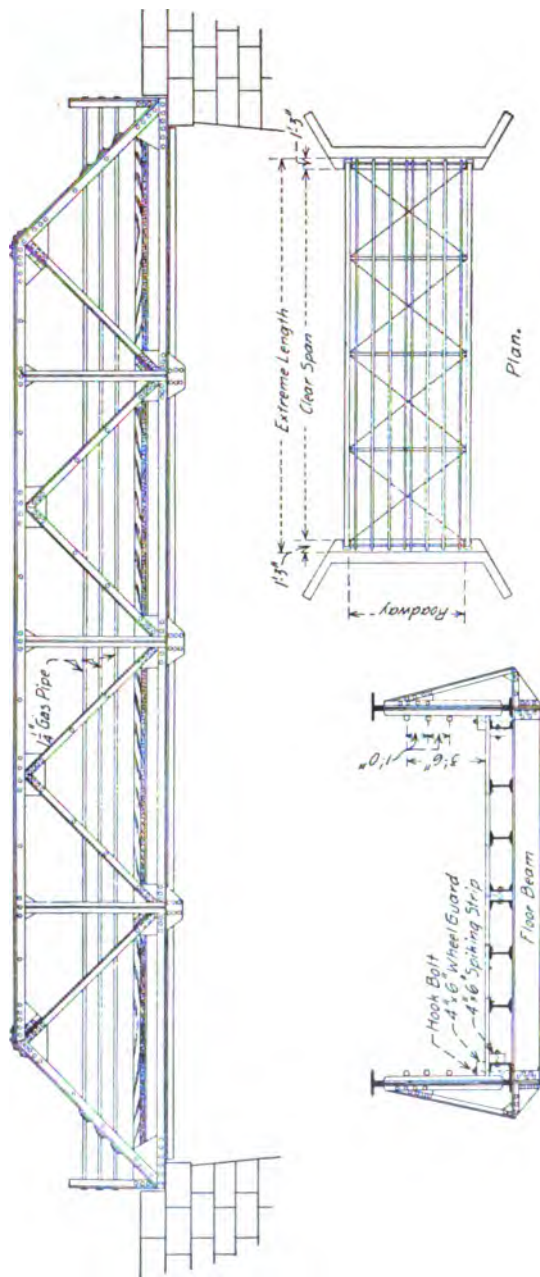 1¼" Gas Pipe
1'-3"
Extreme Length
Clear Span
1'-3"
Roadway
Plan.
Hook Bolt
4"x6" Wheel Guard
4"x6" Spiking Strip
3'-6"
1'-0"
Floor Beam